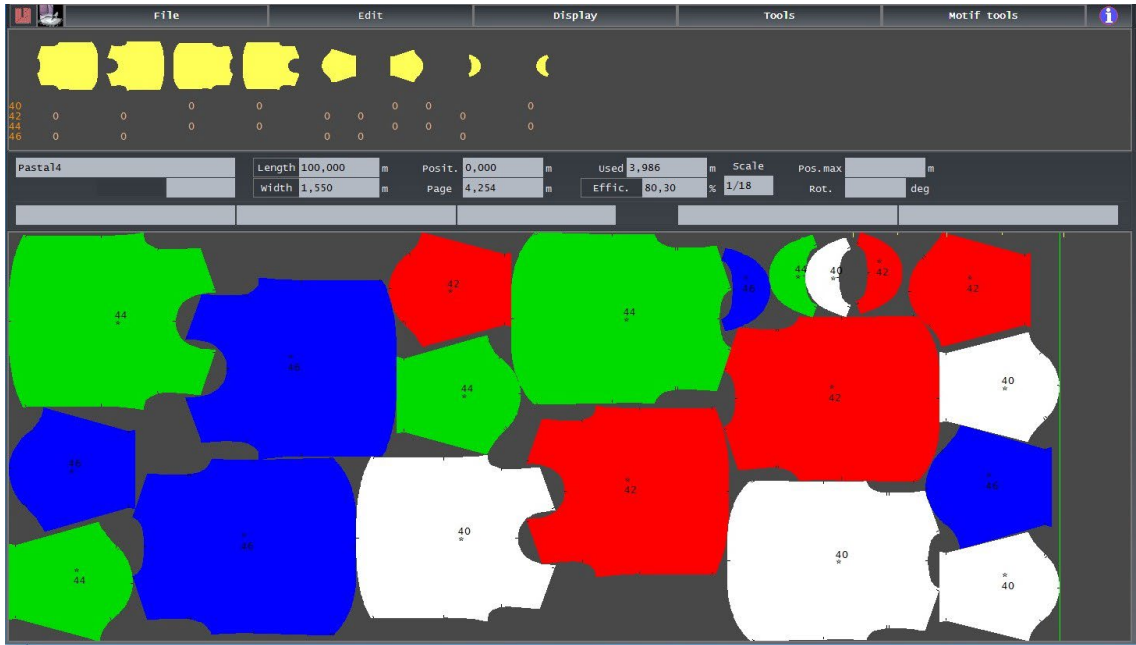 File Edit Display Tools Motif tools i
40 0 0 0 0 0
42 0 0 0 0 0
44 0 0 0 0 0
46 0 0 0 0 0
Pastal4 Length 100,000 m Posit. 0,000 m Used 3,986 m Scale Pos.max m
Width 1,550 m Page 4,254 m Effic. 80,30 % 1/18 Rot. deg
44 46 42 44 46 44 40 42 42
46 44 42 40
46 42 46
44 46 40 40 40